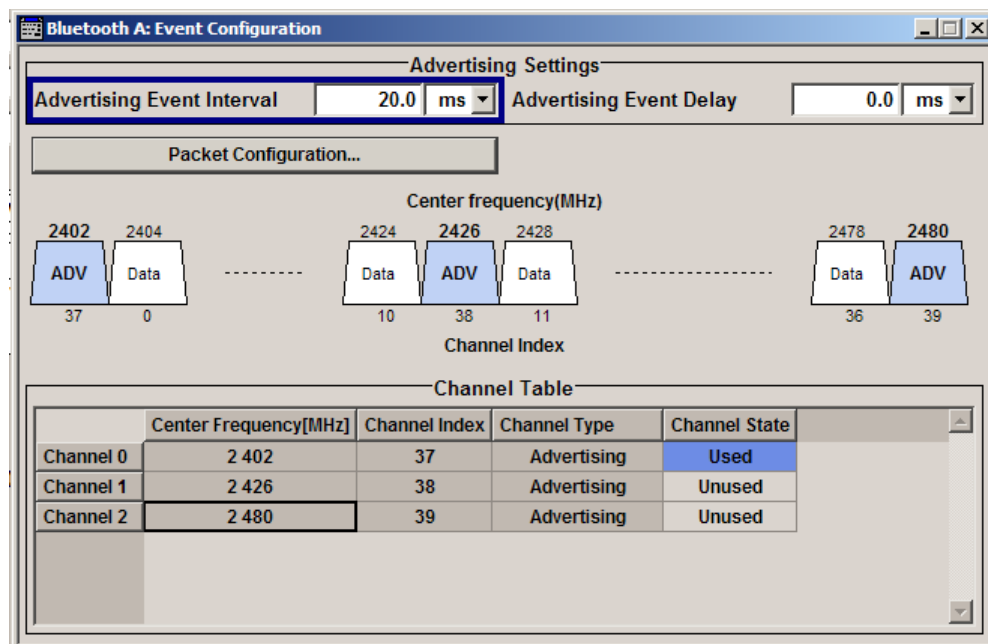 Bluetooth A: Event Configuration
Advertising Settings
Advertising Event Interval 20.0 ms Advertising Event Delay 0.0 ms
Packet Configuration...
Center frequency(MHz)
2402 2404 2424 2426 2428 2478 2480
ADV Data Data ADV Data Data ADV
37 0 10 38 11 36 39
Channel Index
Channel Table
Center Frequency[MHz] Channel Index Channel Type Channel State
Channel 0 2 402 37 Advertising Used
Channel 1 2 426 38 Advertising Unused
Channel 2 2 480 39 Advertising Unused